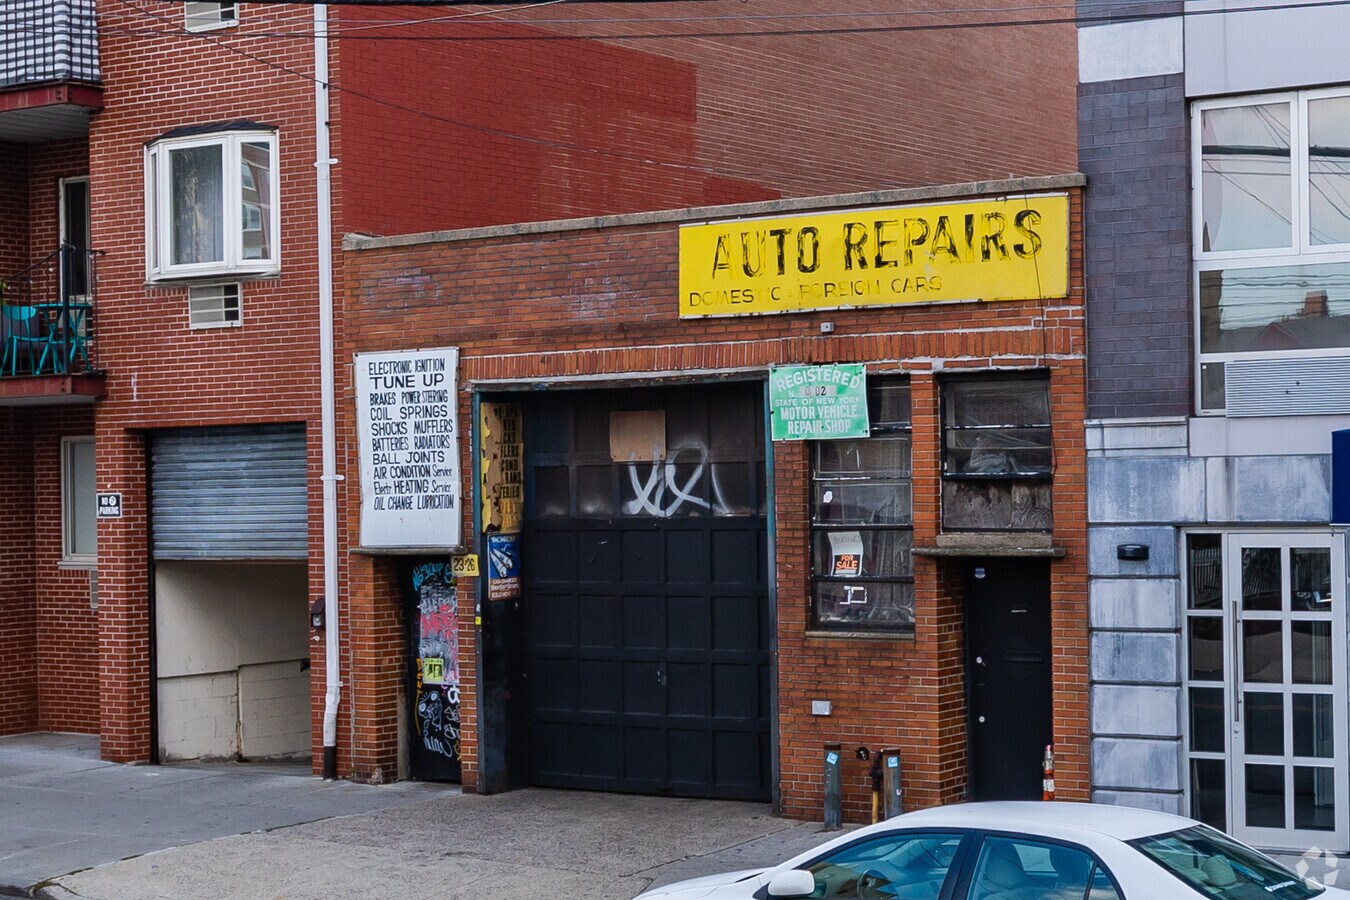 AUTO REPAIRS
DOMESTIC - FOREIGN CARS
ELECTRONIC IGNITION
TUNE UP
BRAKES POWER STEERING
COIL SPRINGS
SHOCKS MUFFLERS
BATTERIES RADIATORS
BALL JOINTS
AIR CONDITION Service
Electr. HEATING Service
OIL CHANGE LUBRICATION
REGISTERED
STATE OF NEW YORK
MOTOR VEHICLE
REPAIR SHOP
NO
PARKING
23-26
FOR
SALE